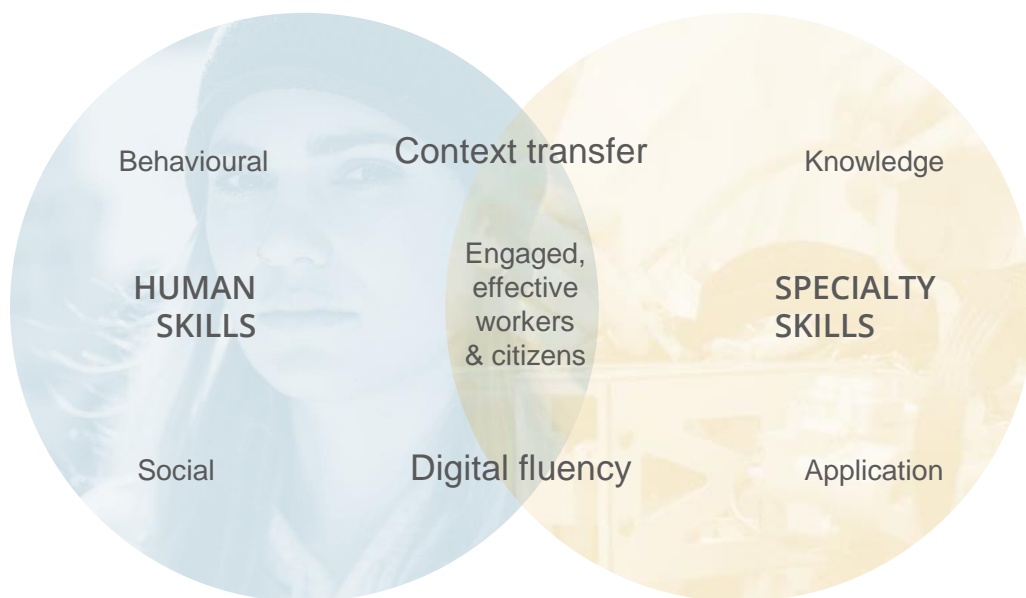 Behavioural
Context transfer
Knowledge
HUMAN
SKILLS
Engaged,
effective
workers
& citizens
SPECIALTY
SKILLS
Social
Digital fluency
Application